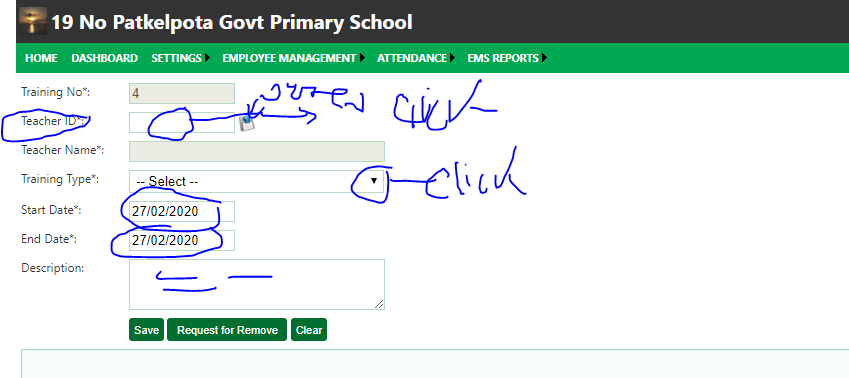 19 No Patkelpota Govt Primary School
HOME DASHBOARD SETTINGS EMPLOYEE MANAGEMENT ATTENDANCE EMS REPORTS
Training No*: 4
Teacher ID*: click
Teacher Name*:
Training Type*: -- Select -- Click
Start Date*: 27/02/2020
End Date*: 27/02/2020
Description:
Save Request for Remove Clear